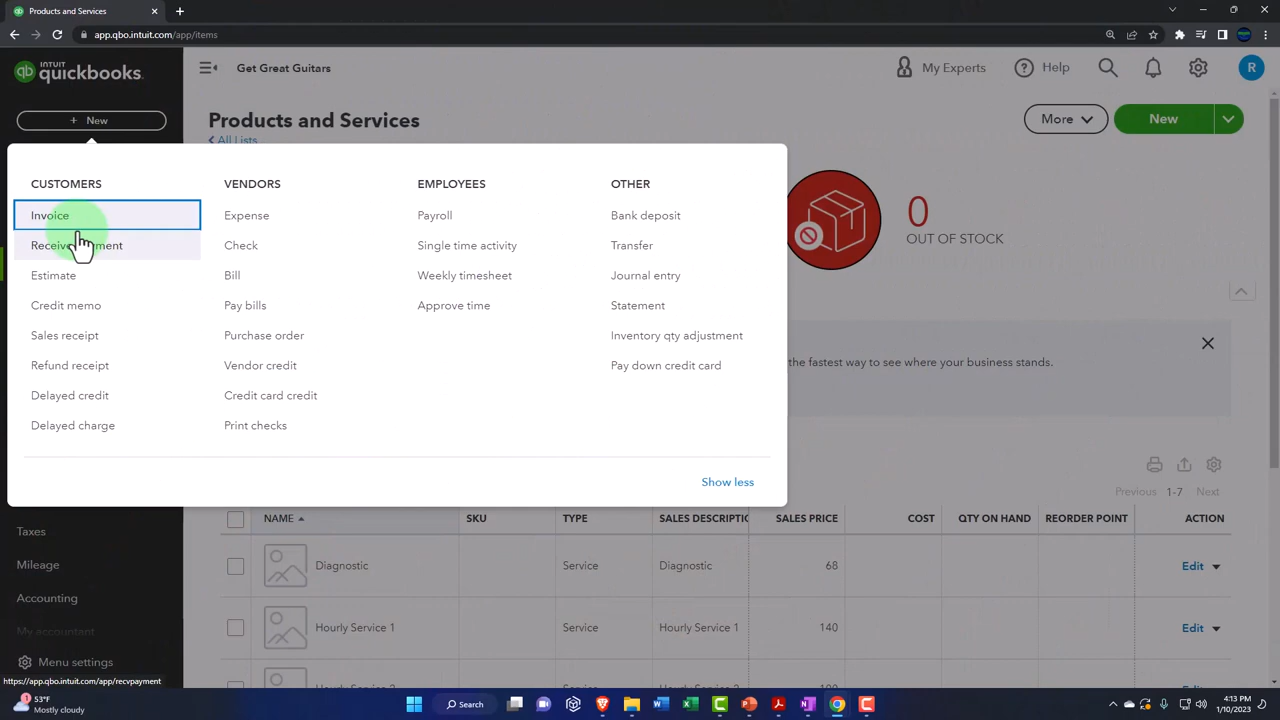 Products and Services
app.qbo.intuit.com/app/items
INTUIT
quickbooks.
Get Great Guitars
My Experts
Help
R
+ New
Products and Services
All Lists
More
New
CUSTOMERS
Invoice
Receive payment
Estimate
Credit memo
Sales receipt
Refund receipt
Delayed credit
Delayed charge
VENDORS
Expense
Check
Bill
Pay bills
Purchase order
Vendor credit
Credit card credit
Print checks
EMPLOYEES
Payroll
Single time activity
Weekly timesheet
Approve time
OTHER
Bank deposit
Transfer
Journal entry
Statement
Inventory qty adjustment
Pay down credit card
Show less
0
OUT OF STOCK
the fastest way to see where your business stands.
Previous 1-7 Next
NAME SKU TYPE SALES DESCRIPTIO SALES PRICE COST QTY ON HAND REORDER POINT ACTION
Diagnostic Service Diagnostic 68 Edit
Hourly Service 1 Service Hourly Service 1 140 Edit
Taxes
Mileage
Accounting
My accountant
Menu settings
https://app.qbo.intuit.com/app/recvpayment
1
53°F
Mostly cloudy
Search
4:13 PM
1/10/2023